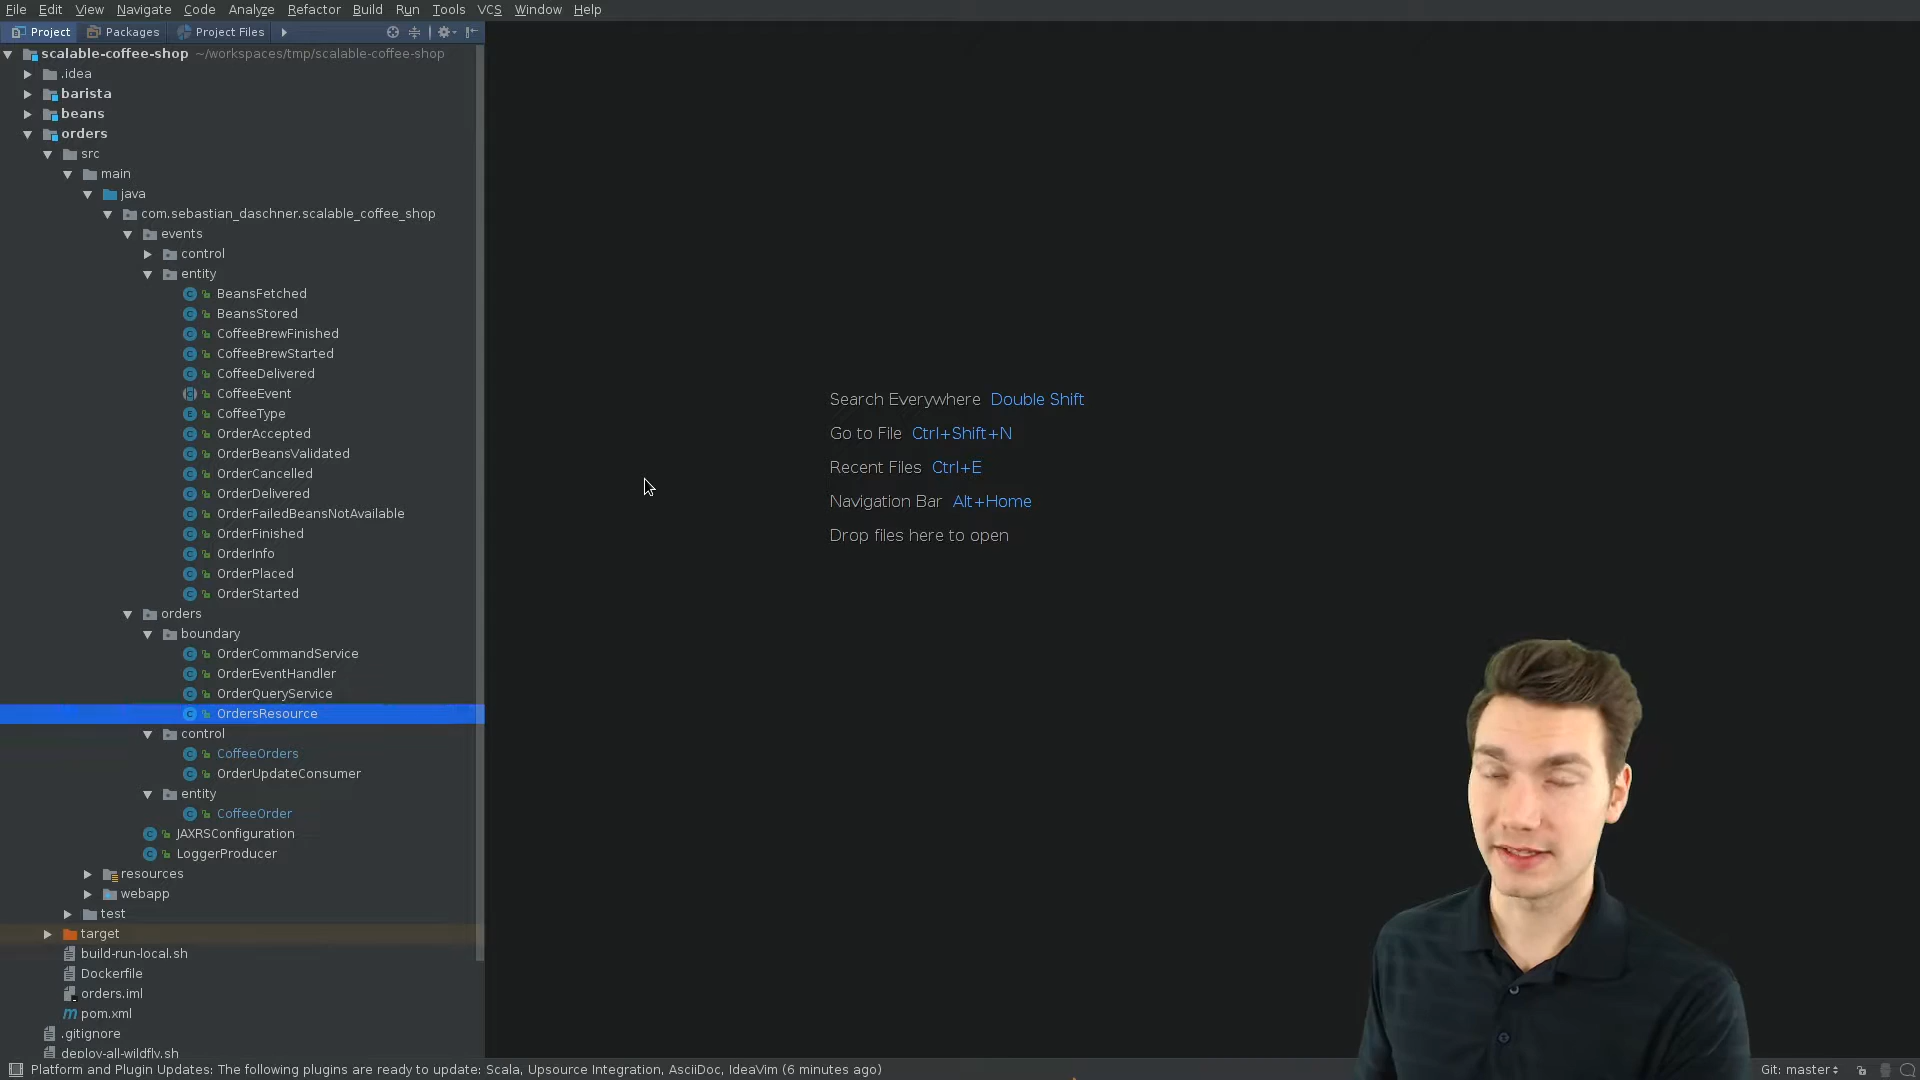 File Edit View Navigate Code Analyze Refactor Build Run Tools VCS Window Help
Project Packages Project Files
scalable-coffee-shop ~/workspaces/tmp/scalable-coffee-shop
.idea
barista
beans
orders
src
main
java
com.sebastian_daschner.scalable_coffee_shop
events
control
entity
BeansFetched
BeansStored
CoffeeBrewFinished
CoffeeBrewStarted
CoffeeDelivered
CoffeeEvent
CoffeeType
OrderAccepted
OrderBeansValidated
OrderCancelled
OrderDelivered
OrderFailedBeansNotAvailable
OrderFinished
OrderInfo
OrderPlaced
OrderStarted
orders
boundary
OrderCommandService
OrderEventHandler
OrderQueryService
OrdersResource
control
CoffeeOrders
OrderUpdateConsumer
entity
CoffeeOrder
JAXRSConfiguration
LoggerProducer
resources
webapp
test
target
build-run-local.sh
Dockerfile
orders.iml
pom.xml
.gitignore
deploy-all-wildfly.sh
Search Everywhere Double Shift
Go to File Ctrl+Shift+N
Recent Files Ctrl+E
Navigation Bar Alt+Home
Drop files here to open
Platform and Plugin Updates: The following plugins are ready to update: Scala, Upsource Integration, AsciiDoc, IdeaVim (6 minutes ago)
Git: master